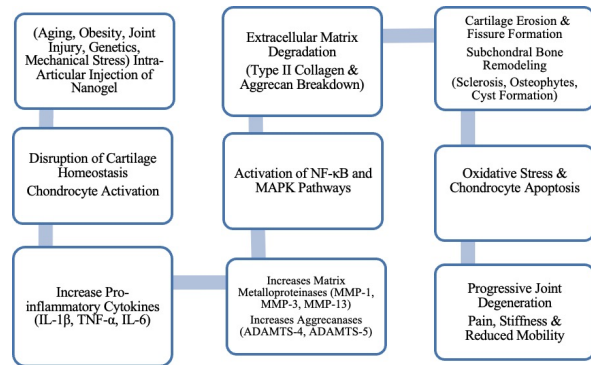 (Aging, Obesity, Joint
Injury, Genetics,
Mechanical Stress) Intra-
Articular Injection of
Nanogel
Disruption of Cartilage
Homeostasis
Chondrocyte Activation
Increase Pro-
inflammatory Cytokines
(IL-1β, TNF-α, IL-6)
Increases Matrix
Metalloproteinases (MMP-1,
MMP-3, MMP-13)
Increases Aggrecanases
(ADAMTS-4, ADAMTS-5)
Activation of NF-κB and
MAPK Pathways
Extracellular Matrix
Degradation
(Type II Collagen &
Aggrecan Breakdown)
Cartilage Erosion &
Fissure Formation
Subchondral Bone
Remodeling
(Sclerosis, Osteophytes,
Cyst Formation)
Oxidative Stress &
Chondrocyte Apoptosis
Progressive Joint
Degeneration
Pain, Stiffness &
Reduced Mobility